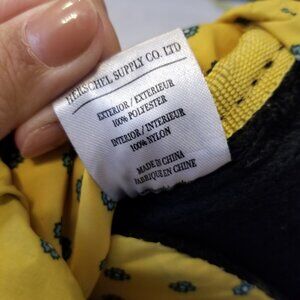 HERSCHEL SUPPLY CO. LTD
EXTERIOR/EXTERIEUR
100% POLYESTER
INTERIOR/INTERIEUR
100% NYLON
MADE IN CHINA
FABRIQUE EN CHINE